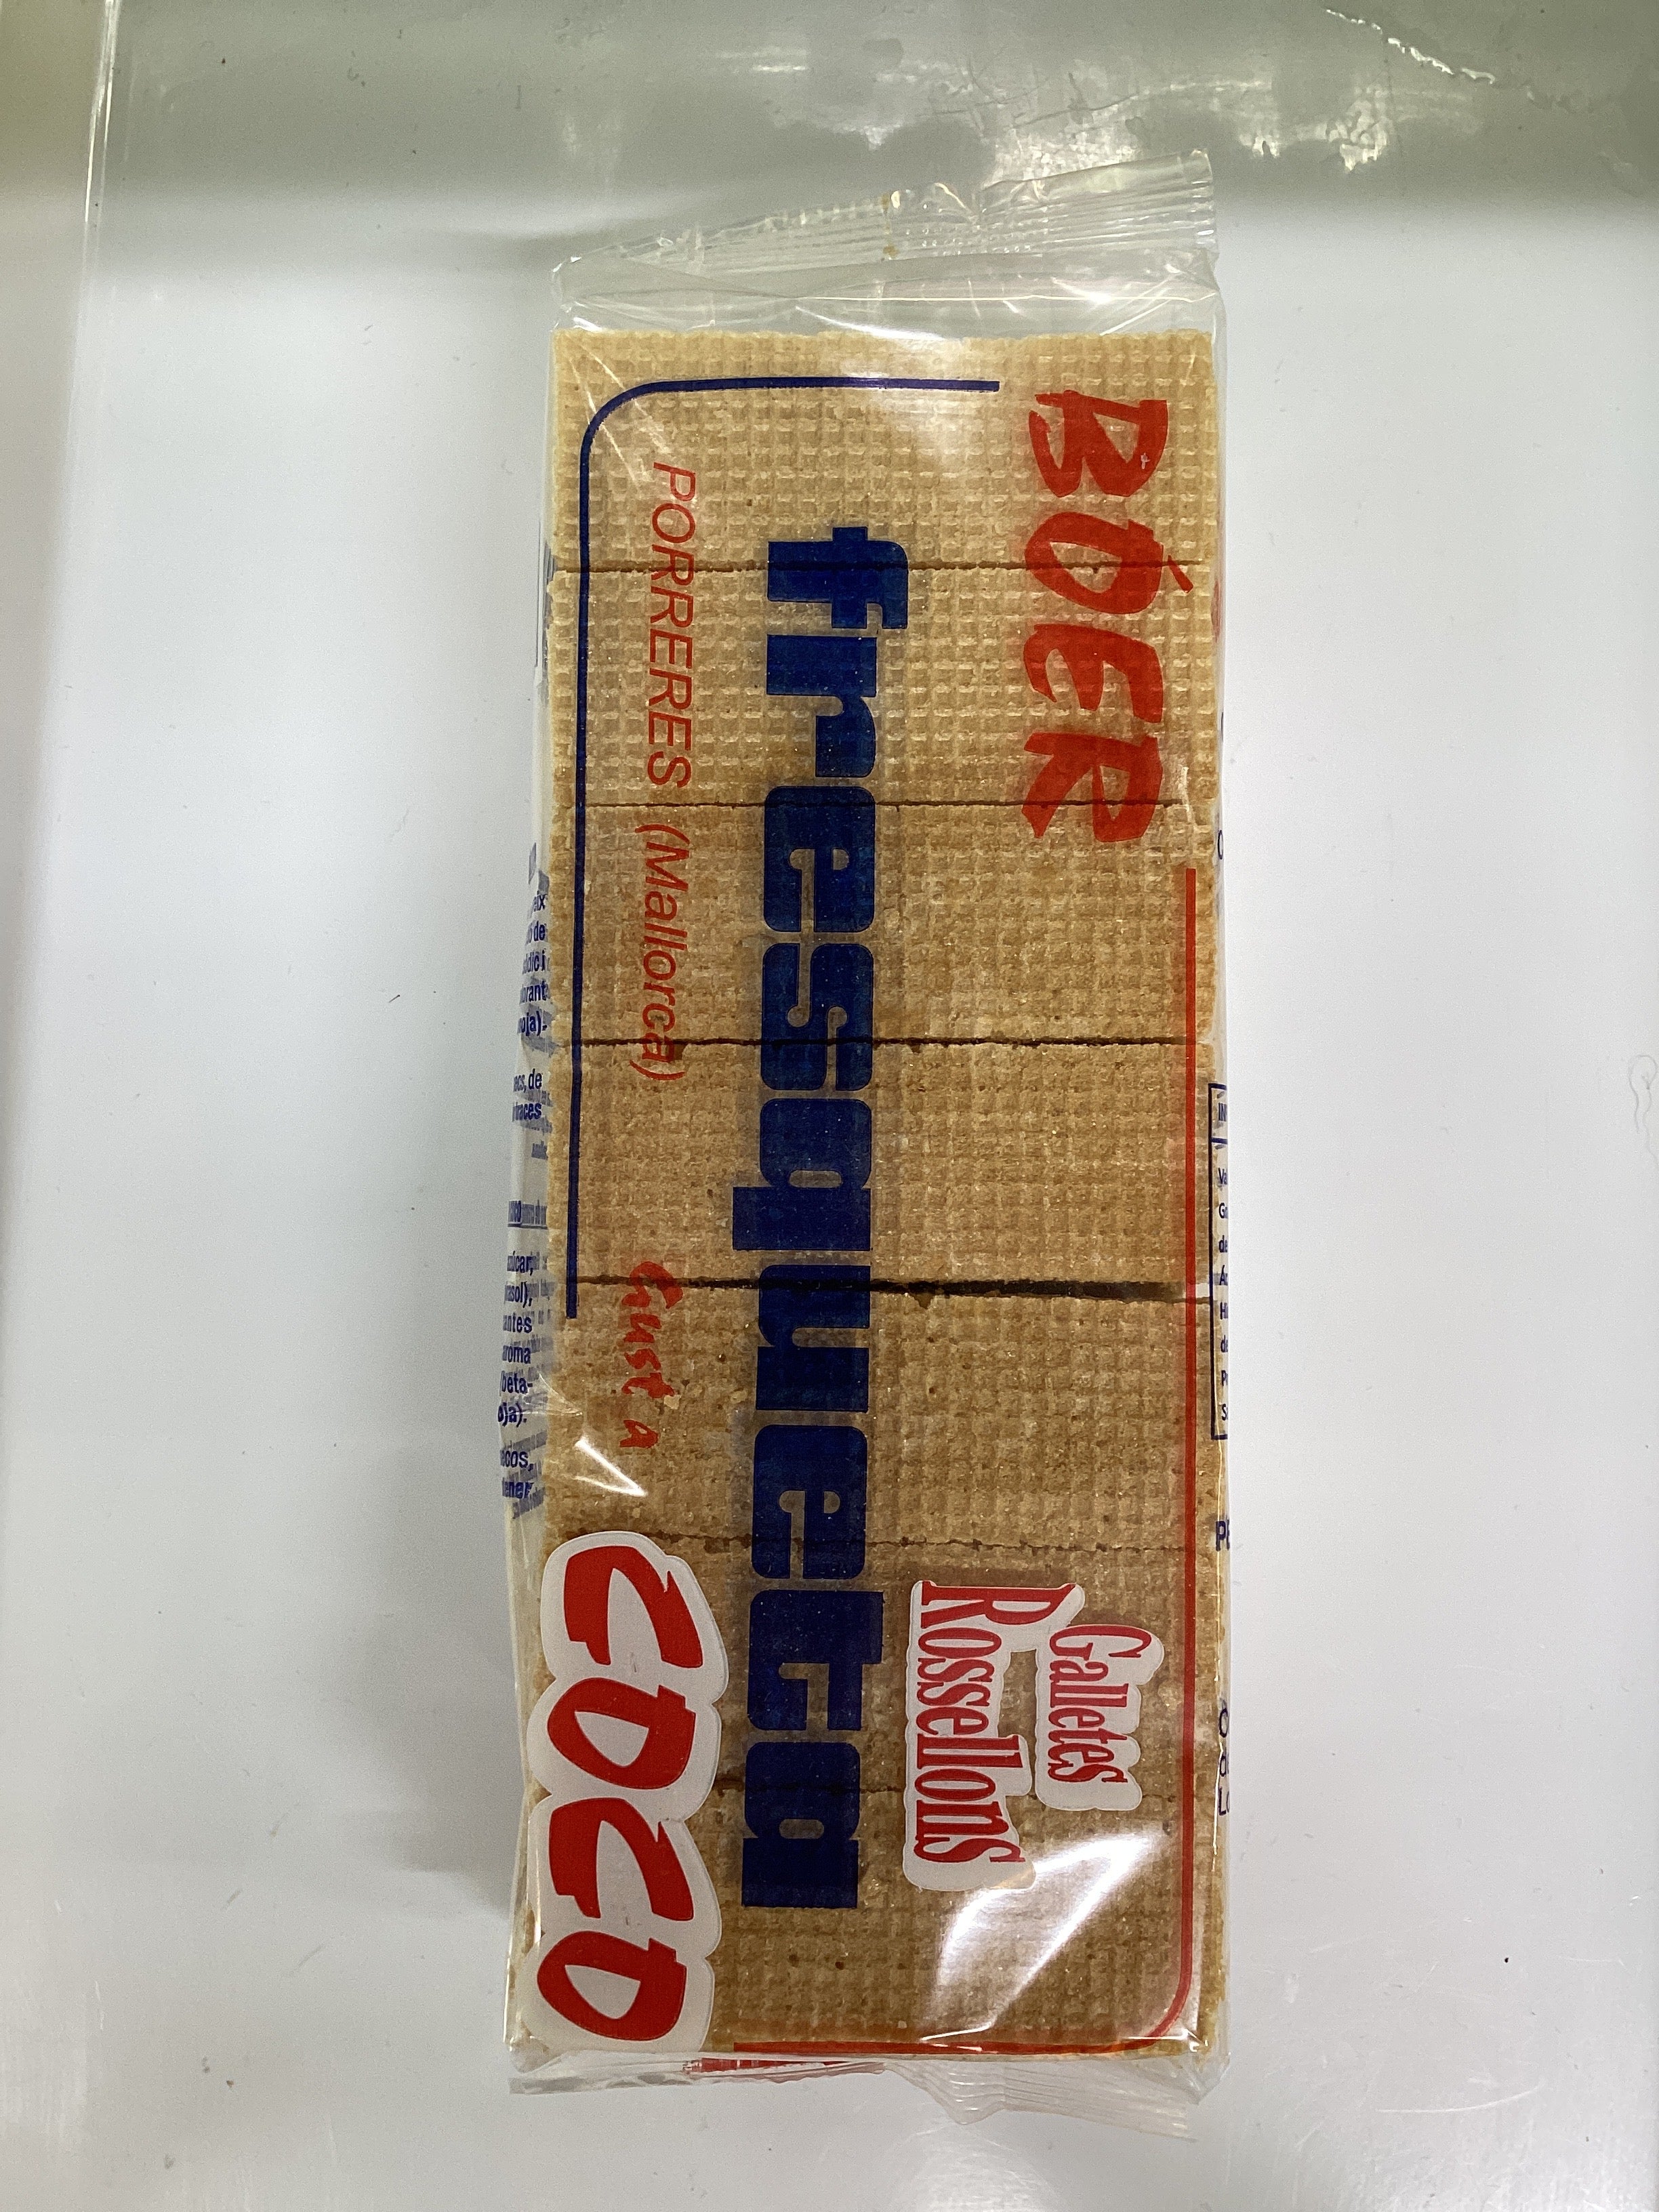 BÓER
fresqueta
PORRERES (Mallorca)
Gust a
COCO
Galletes
Rossellons